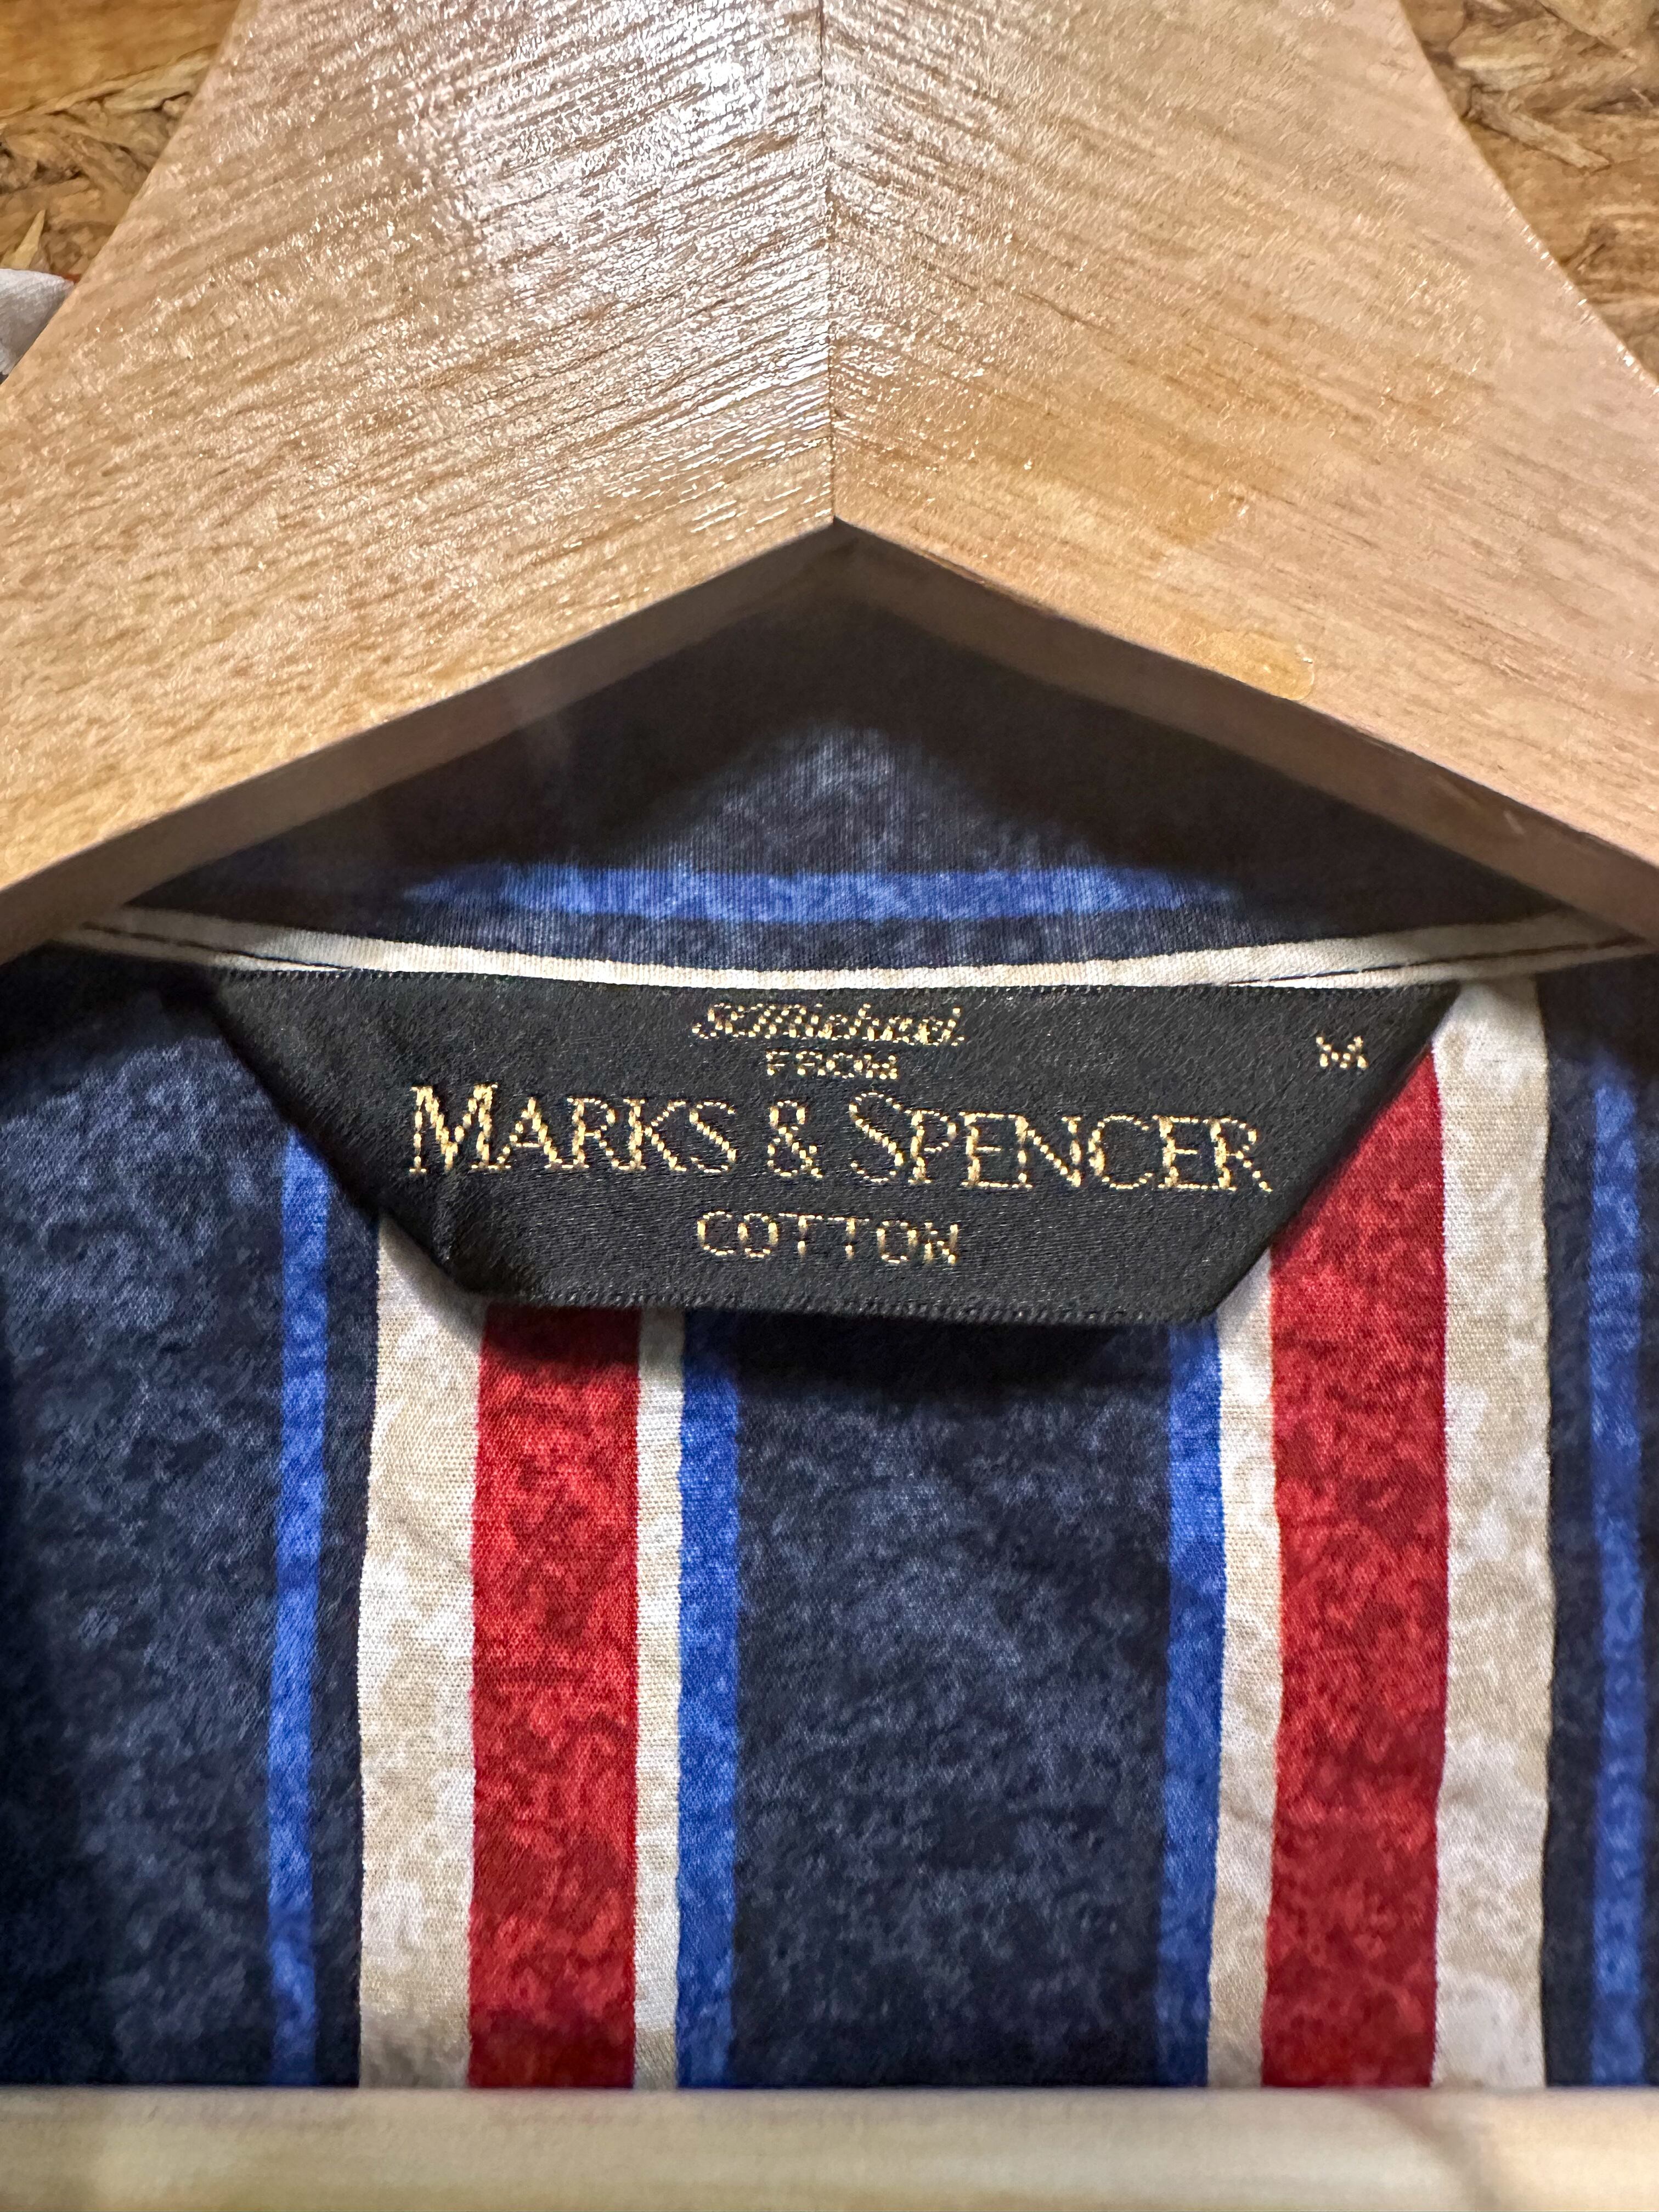 St Michael
FROM
M
MARKS & SPENCER
COTTON